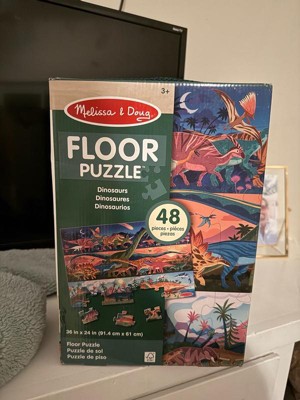 3+
Melissa & Doug
FLOOR
PUZZLE
Dinosaurs
Dinosaures
Dinosaurios
48
pieces • pièces
piezas
36 in x 24 in (91.4 cm x 61 cm)
Floor Puzzle
Puzzle de sol
Puzzle de piso